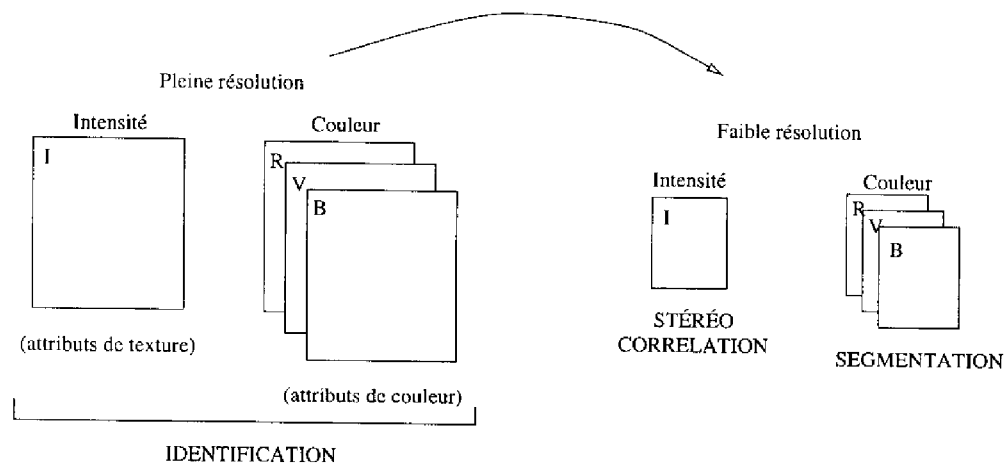 Pleine résolution
Intensité
Couleur
I
R
V
B
(attributs de texture)
(attributs de couleur)
IDENTIFICATION
Faible résolution
Intensité
Couleur
I
R
V
B
STÉRÉO
CORRELATION
SEGMENTATION